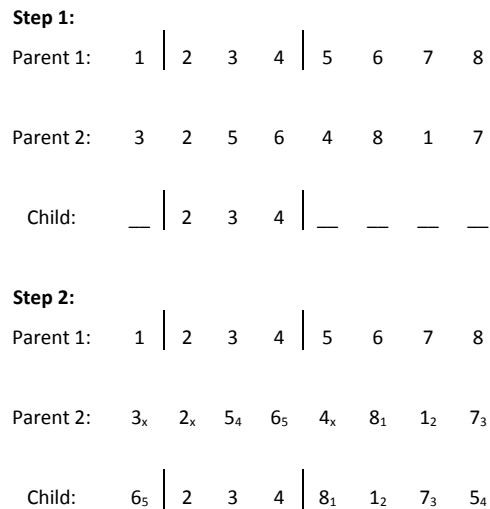 Step 1:
Parent 1: 1 | 2 3 4 | 5 6 7 8
Parent 2: 3 2 5 6 4 8 1 7
Child: __ | 2 3 4 | __ __ __ __
Step 2:
Parent 1: 1 | 2 3 4 | 5 6 7 8
Parent 2: 3ₓ 2ₓ 5₄ 6₅ 4ₓ 8₁ 1₂ 7₃
Child: 6₅ | 2 3 4 | 8₁ 1₂ 7₃ 5₄